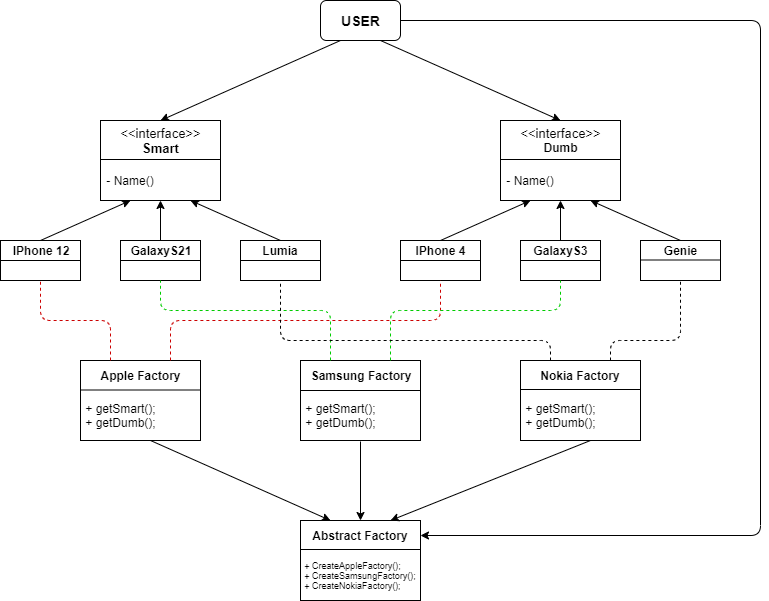 USER
<<interface>>
Smart
- Name()
<<interface>>
Dumb
- Name()
IPhone 12
GalaxyS21
Lumia
IPhone 4
GalaxyS3
Genie
Apple Factory
+ getSmart();
+ getDumb();
Samsung Factory
+ getSmart();
+ getDumb();
Nokia Factory
+ getSmart();
+ getDumb();
Abstract Factory
+ CreateAppleFactory();
+ CreateSamsungFactory();
+ CreateNokiaFactory();